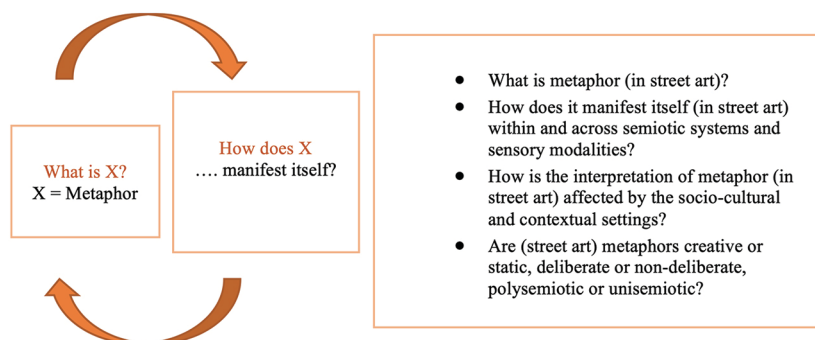 What is X?
X = Metaphor
How does X
…. manifest itself?
● What is metaphor (in street art)?
● How does it manifest itself (in street art)
within and across semiotic systems and
sensory modalities?
● How is the interpretation of metaphor (in
street art) affected by the socio-cultural
and contextual settings?
● Are (street art) metaphors creative or
static, deliberate or non-deliberate,
polysemiotic or unisemiotic?